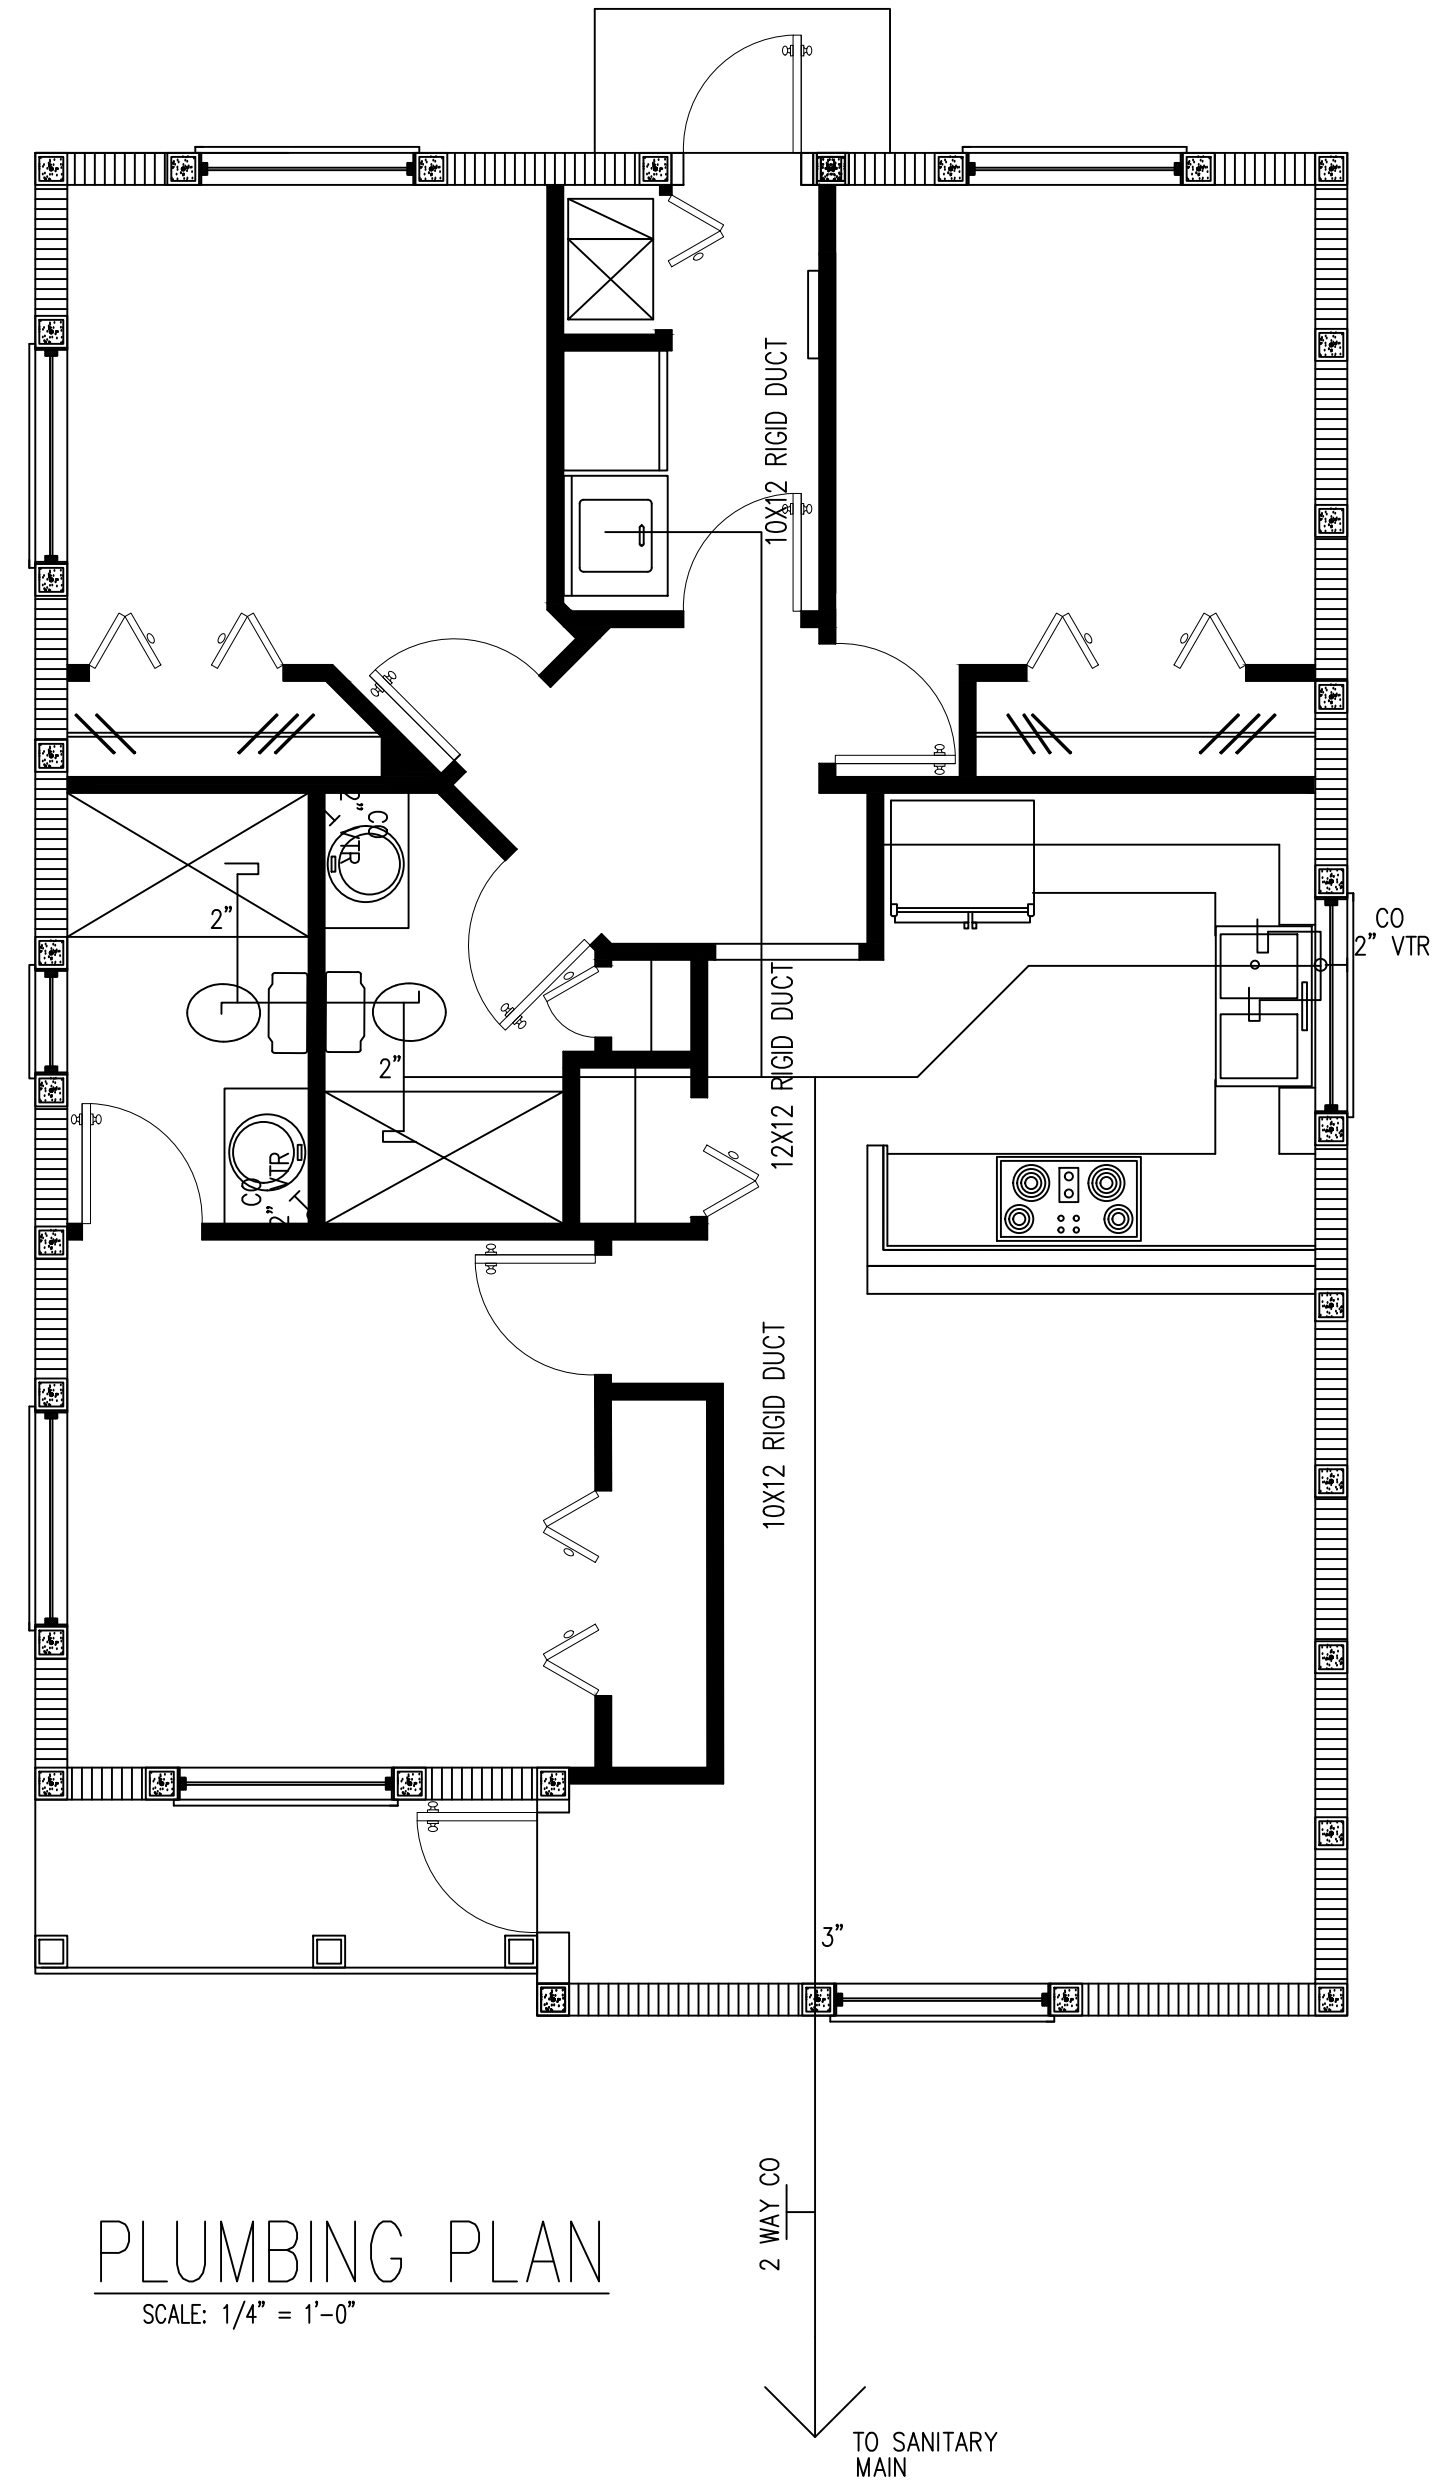 10X12 RIGID DUCT
CO
2” VTR
2”
CO
2” VTR
12X12 RIGID DUCT
2”
CO
2” VTR
10X12 RIGID DUCT
3”
2 WAY CO
PLUMBING PLAN
SCALE: 1/4” = 1’-0”
TO SANITARY
MAIN